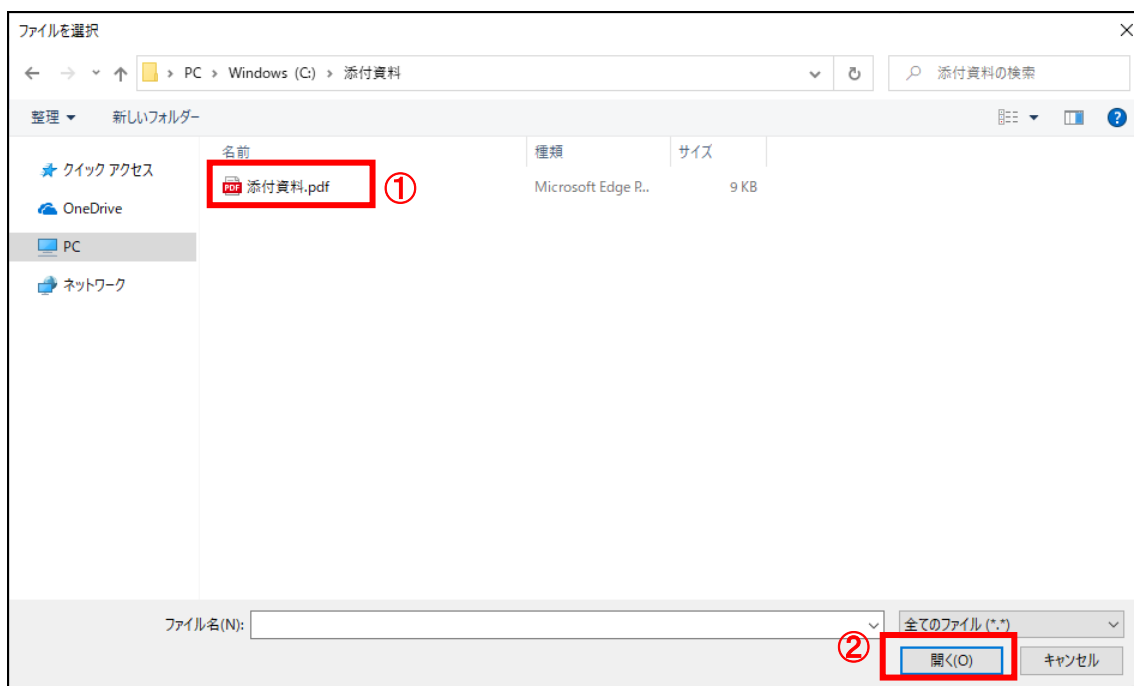 ファイルを選択
PC › Windows (C:) › 添付資料
添付資料の検索
整理
新しいフォルダー
クイック アクセス
OneDrive
PC
ネットワーク
名前 種類 サイズ
PDF 添付資料.pdf Microsoft Edge P... 9 KB
①
ファイル名(N):
全てのファイル (*.*)
②
開く(O)
キャンセル